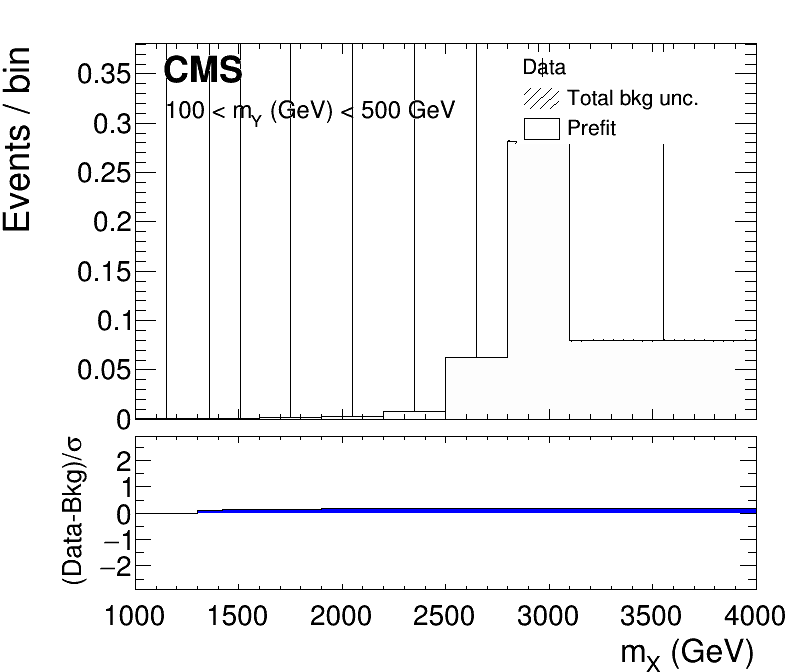 CMS
100 < mY (GeV) < 500 GeV
Data
Total bkg unc.
Prefit
Events / bin
0.35
0.3
0.25
0.2
0.15
0.1
0.05
0
(Data-Bkg)/σ
2
1
0
−1
−2
1000 1500 2000 2500 3000 3500 4000
mX (GeV)